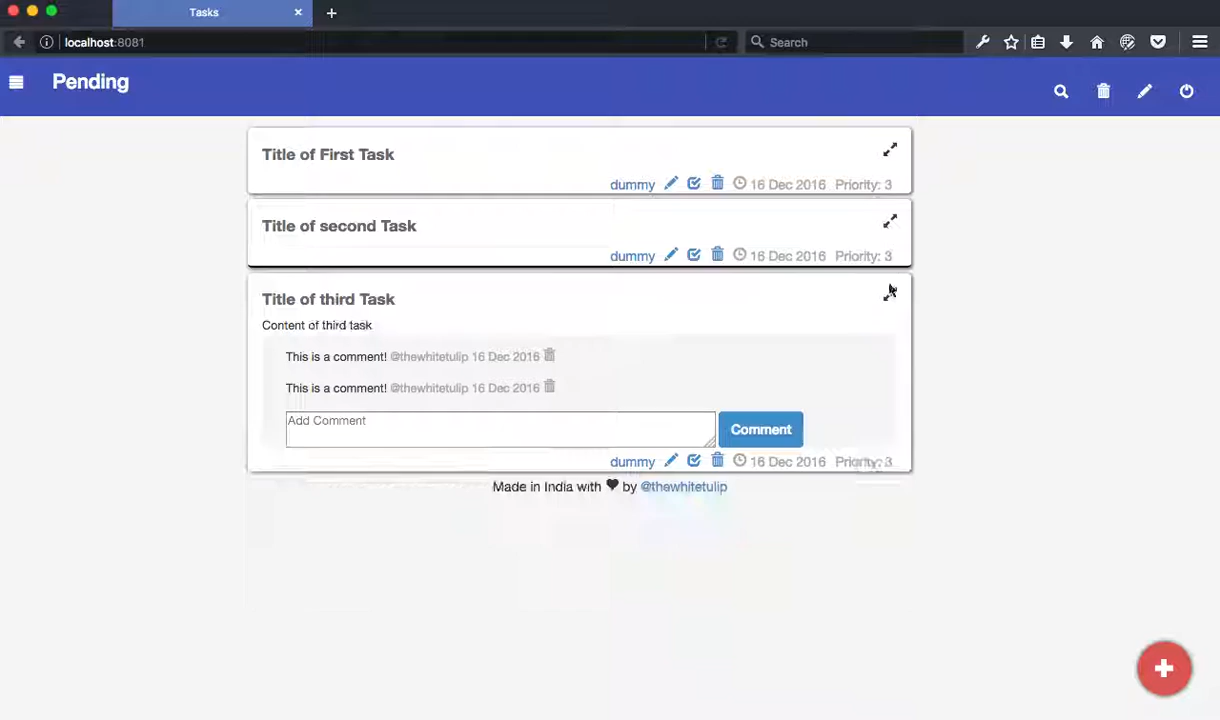 Tasks
localhost:8081
Search
Pending
Title of First Task
dummy 16 Dec 2016 Priority: 3
Title of second Task
dummy 16 Dec 2016 Priority: 3
Title of third Task
Content of third task
This is a comment! @thewhitetulip 16 Dec 2016
This is a comment! @thewhitetulip 16 Dec 2016
Add Comment
Comment
dummy 16 Dec 2016 Priority: 3
Made in India with by @thewhitetulip